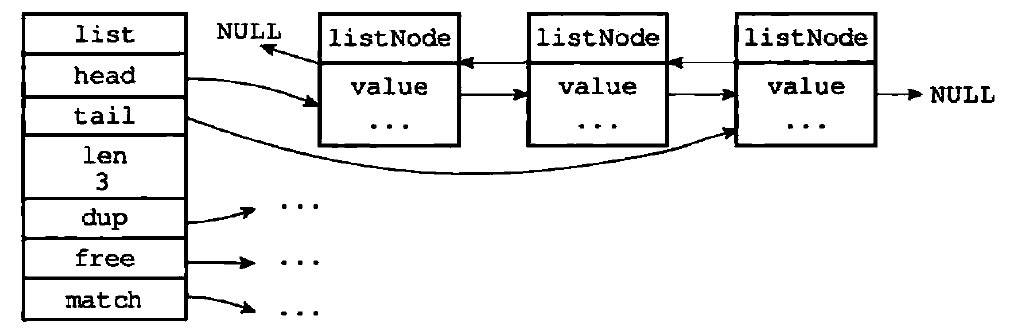 list
head
tail
len
3
dup
free
match
NULL
listNode
value
...
listNode
value
...
listNode
value
...
NULL
...
...
...